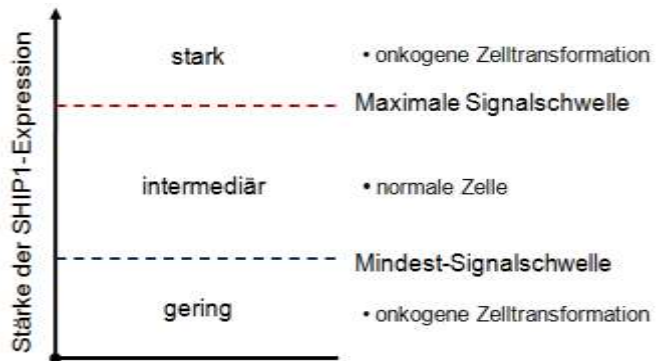 Stärke der SHIP1-Expression
stark
• onkogene Zelltransformation
Maximale Signalschwelle
intermediär
• normale Zelle
Mindest-Signalschwelle
gering
• onkogene Zelltransformation